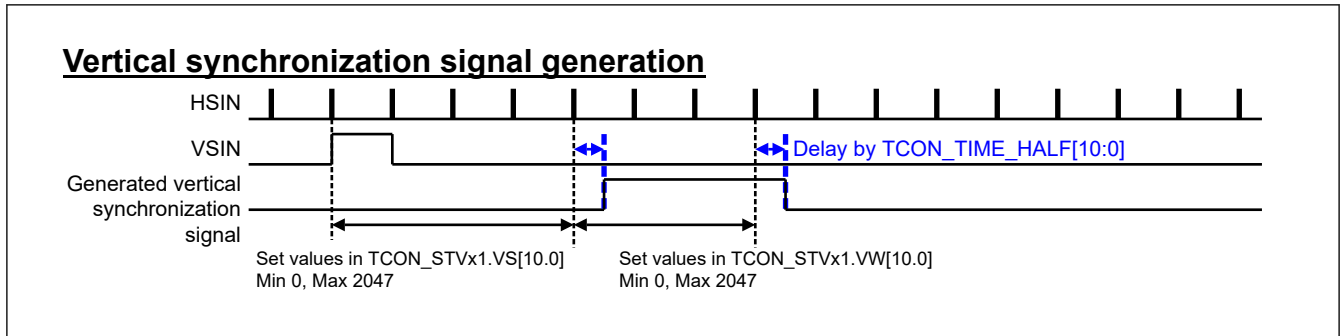 Vertical synchronization signal generation
HSIN
VSIN
Delay by TCON_TIME_HALF[10:0]
Generated vertical
synchronization
signal
Set values in TCON_STVx1.VS[10.0]
Min 0, Max 2047
Set values in TCON_STVx1.VW[10.0]
Min 0, Max 2047